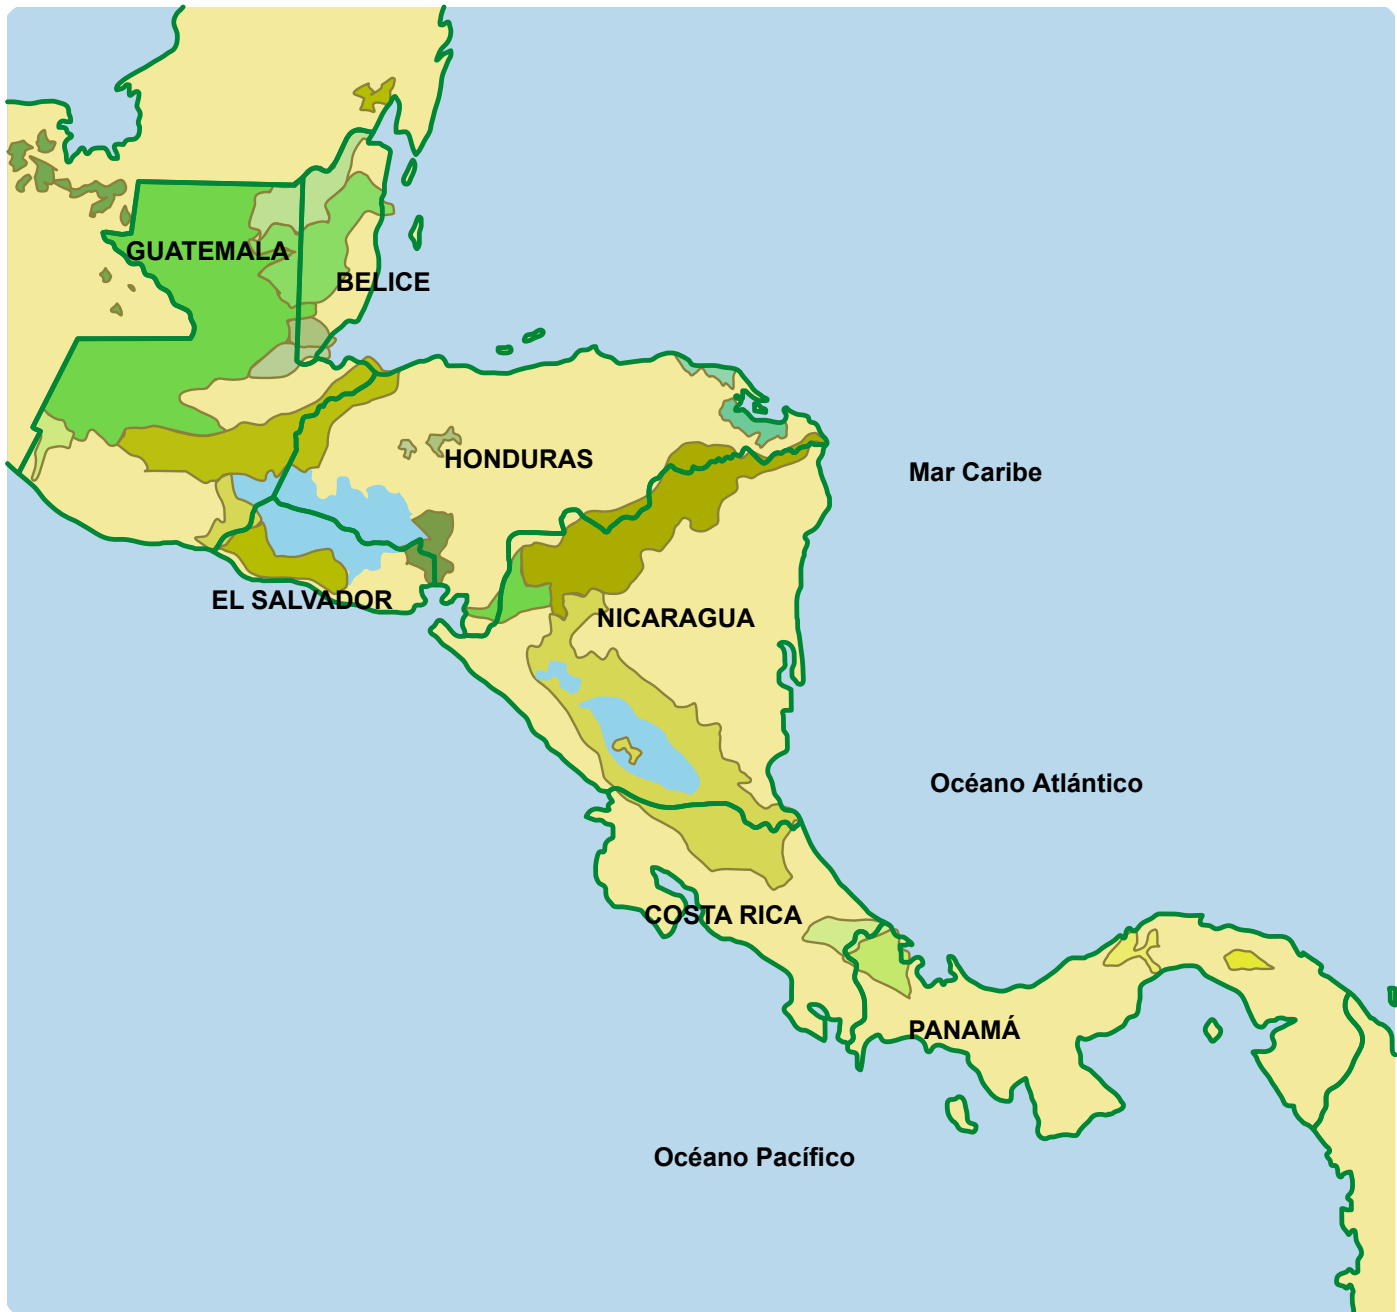 GUATEMALA
BELICE
HONDURAS
Mar Caribe
EL SALVADOR
NICARAGUA
Océano Atlántico
COSTA RICA
PANAMÁ
Océano Pacífico